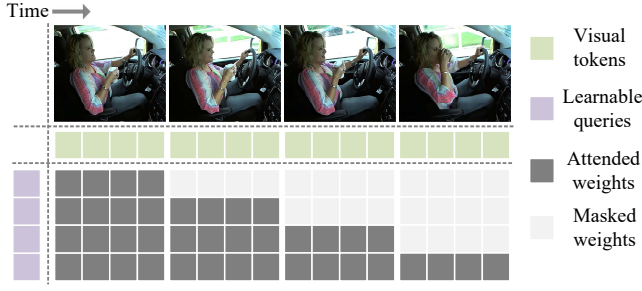 Time
Visual
tokens
Learnable
queries
Attended
weights
Masked
weights